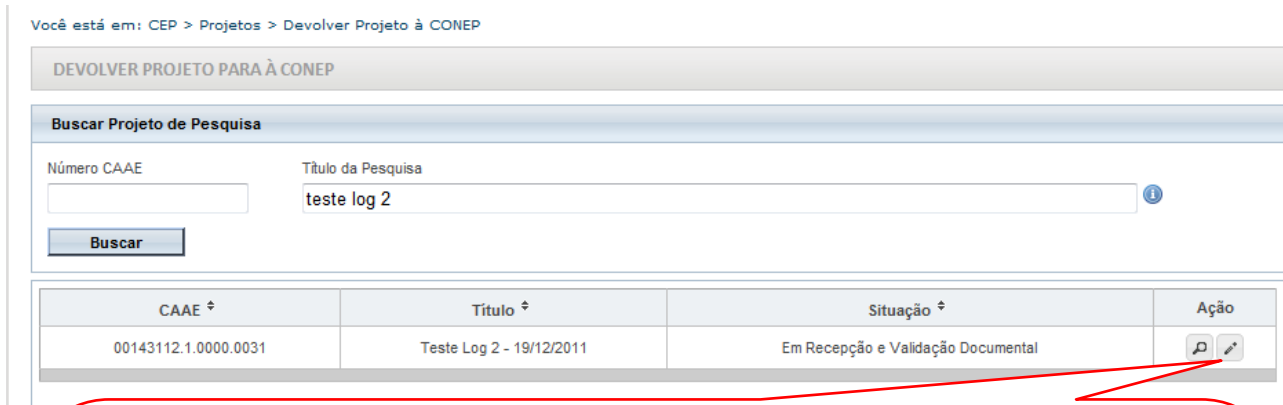 Você está em: CEP > Projetos > Devolver Projeto à CONEP
DEVOLVER PROJETO PARA À CONEP
Buscar Projeto de Pesquisa
Número CAAE Título da Pesquisa
teste log 2
Buscar
CAAE Título Situação Ação
00143112.1.0000.0031 Teste Log 2 - 19/12/2011 Em Recepção e Validação Documental